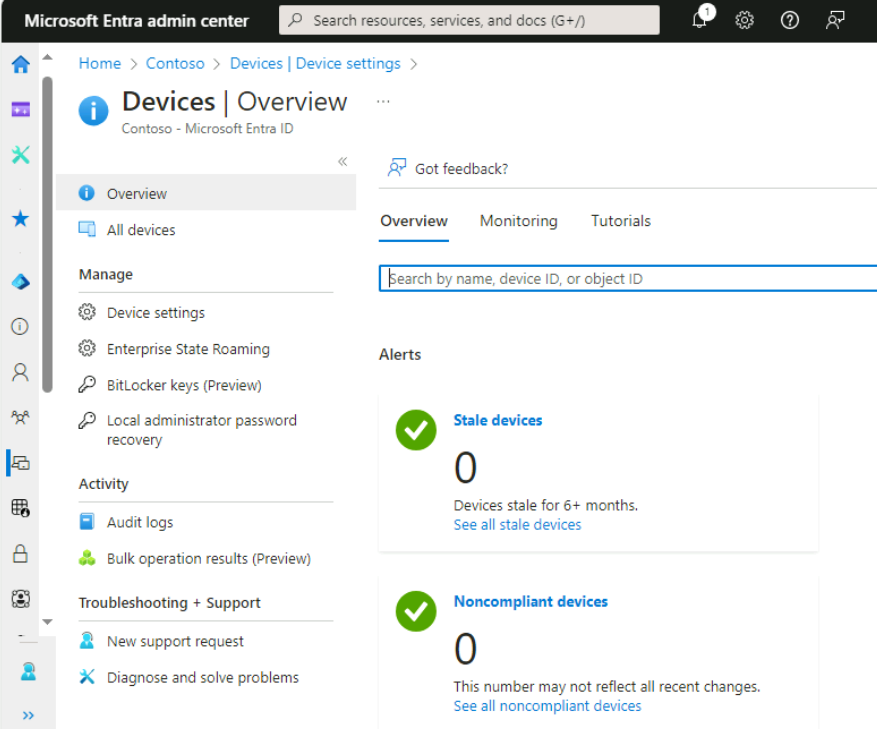 Microsoft Entra admin center
Search resources, services, and docs (G+/)
1
Home > Contoso > Devices | Device settings >
Devices | Overview ...
Contoso - Microsoft Entra ID
«
Overview
All devices
Manage
Device settings
Enterprise State Roaming
BitLocker keys (Preview)
Local administrator password
recovery
Activity
Audit logs
Bulk operation results (Preview)
Troubleshooting + Support
New support request
Diagnose and solve problems
»
Got feedback?
Overview Monitoring Tutorials
Search by name, device ID, or object ID
Alerts
Stale devices
0
Devices stale for 6+ months.
See all stale devices
Noncompliant devices
0
This number may not reflect all recent changes.
See all noncompliant devices